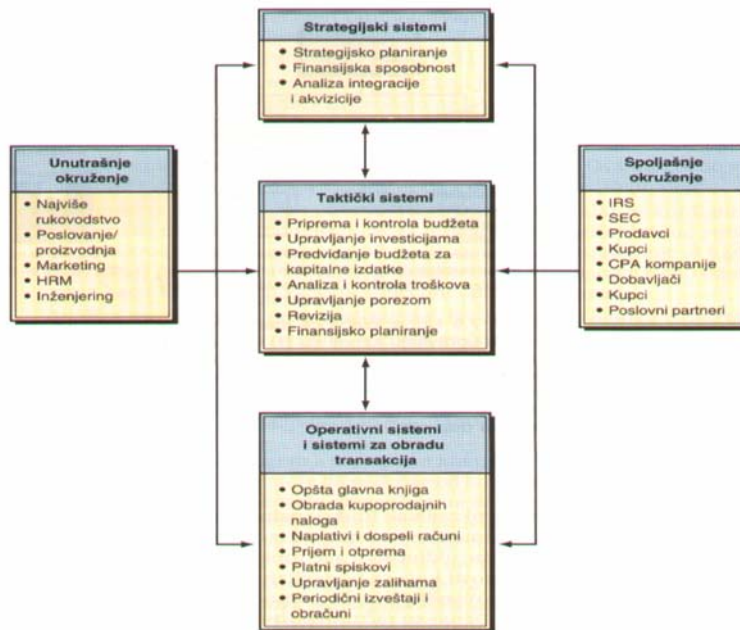 Strategijski sistemi
• Strategijsko planiranje
• Finansijska sposobnost
• Analiza integracije
i akvizicije
Unutrašnje
okruženje
• Najviše
rukovodstvo
• Poslovanje/
proizvodnja
• Marketing
• HRM
• Inženjering
Taktički sistemi
• Priprema i kontrola budžeta
• Upravljanje investicijama
• Predviđanje budžeta za
kapitalne izdatke
• Analiza i kontrola troškova
• Upravljanje porezom
• Revizija
• Finansijsko planiranje
Spoljašnje
okruženje
• IRS
• SEC
• Prodavci
• Kupci
• CPA kompanije
• Dobavljači
• Kupci
• Poslovni partneri
Operativni sistemi
i sistemi za obradu
transakcija
• Opšta glavna knjiga
• Obrada kupoprodajnih
naloga
• Naplativi i dospeli računi
• Prijem i otprema
• Platni spiskovi
• Upravljanje zalihama
• Periodični izveštaji i
obračuni